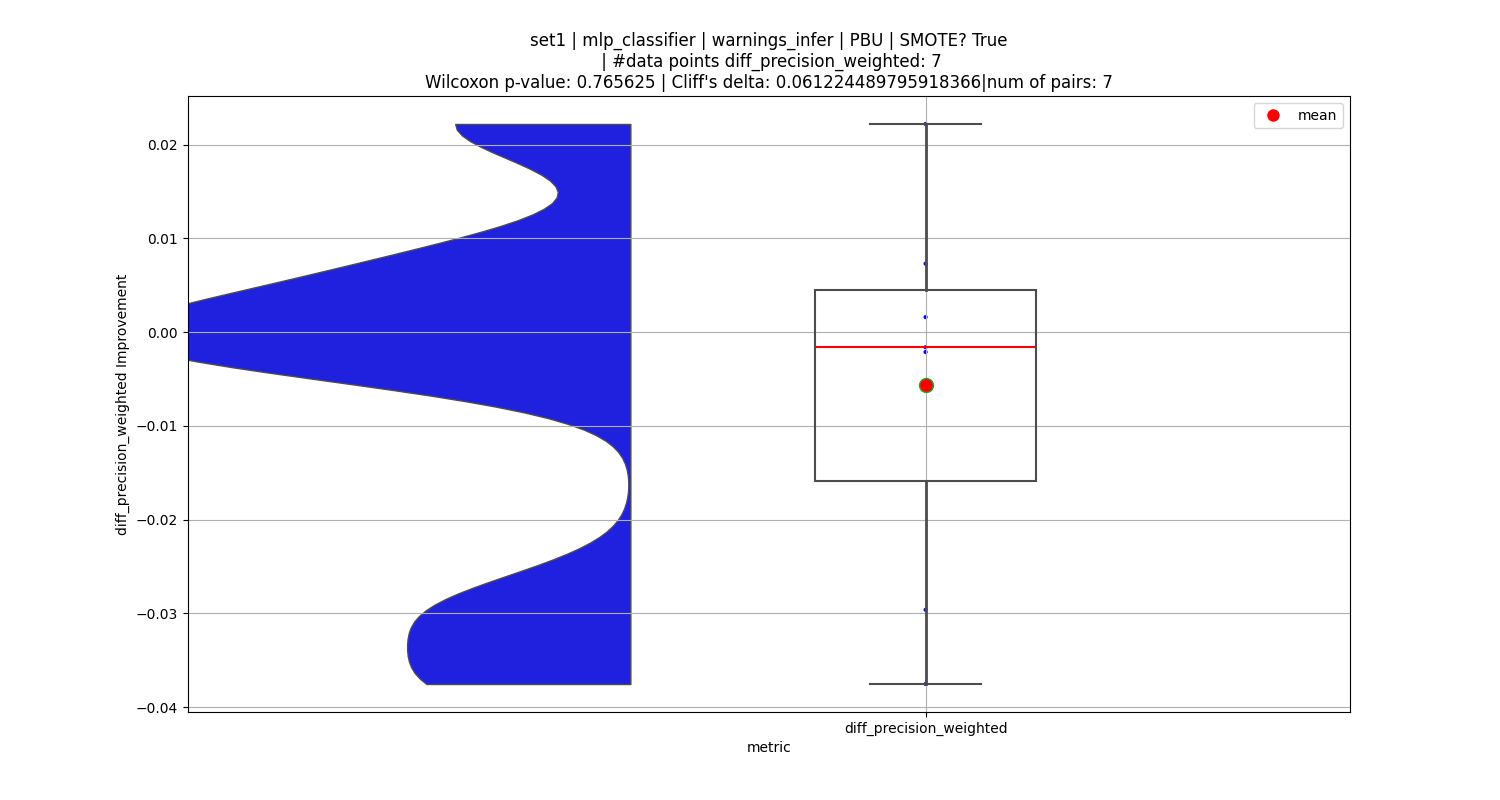 set1 | mlp_classifier | warnings_infer | PBU | SMOTE? True
| #data points diff_precision_weighted: 7
Wilcoxon p-value: 0.765625 | Cliff's delta: 0.061224489795918366|num of pairs: 7
mean
0.02
0.01
0.00
−0.01
−0.02
−0.03
−0.04
diff_precision_weighted Improvement
diff_precision_weighted
metric